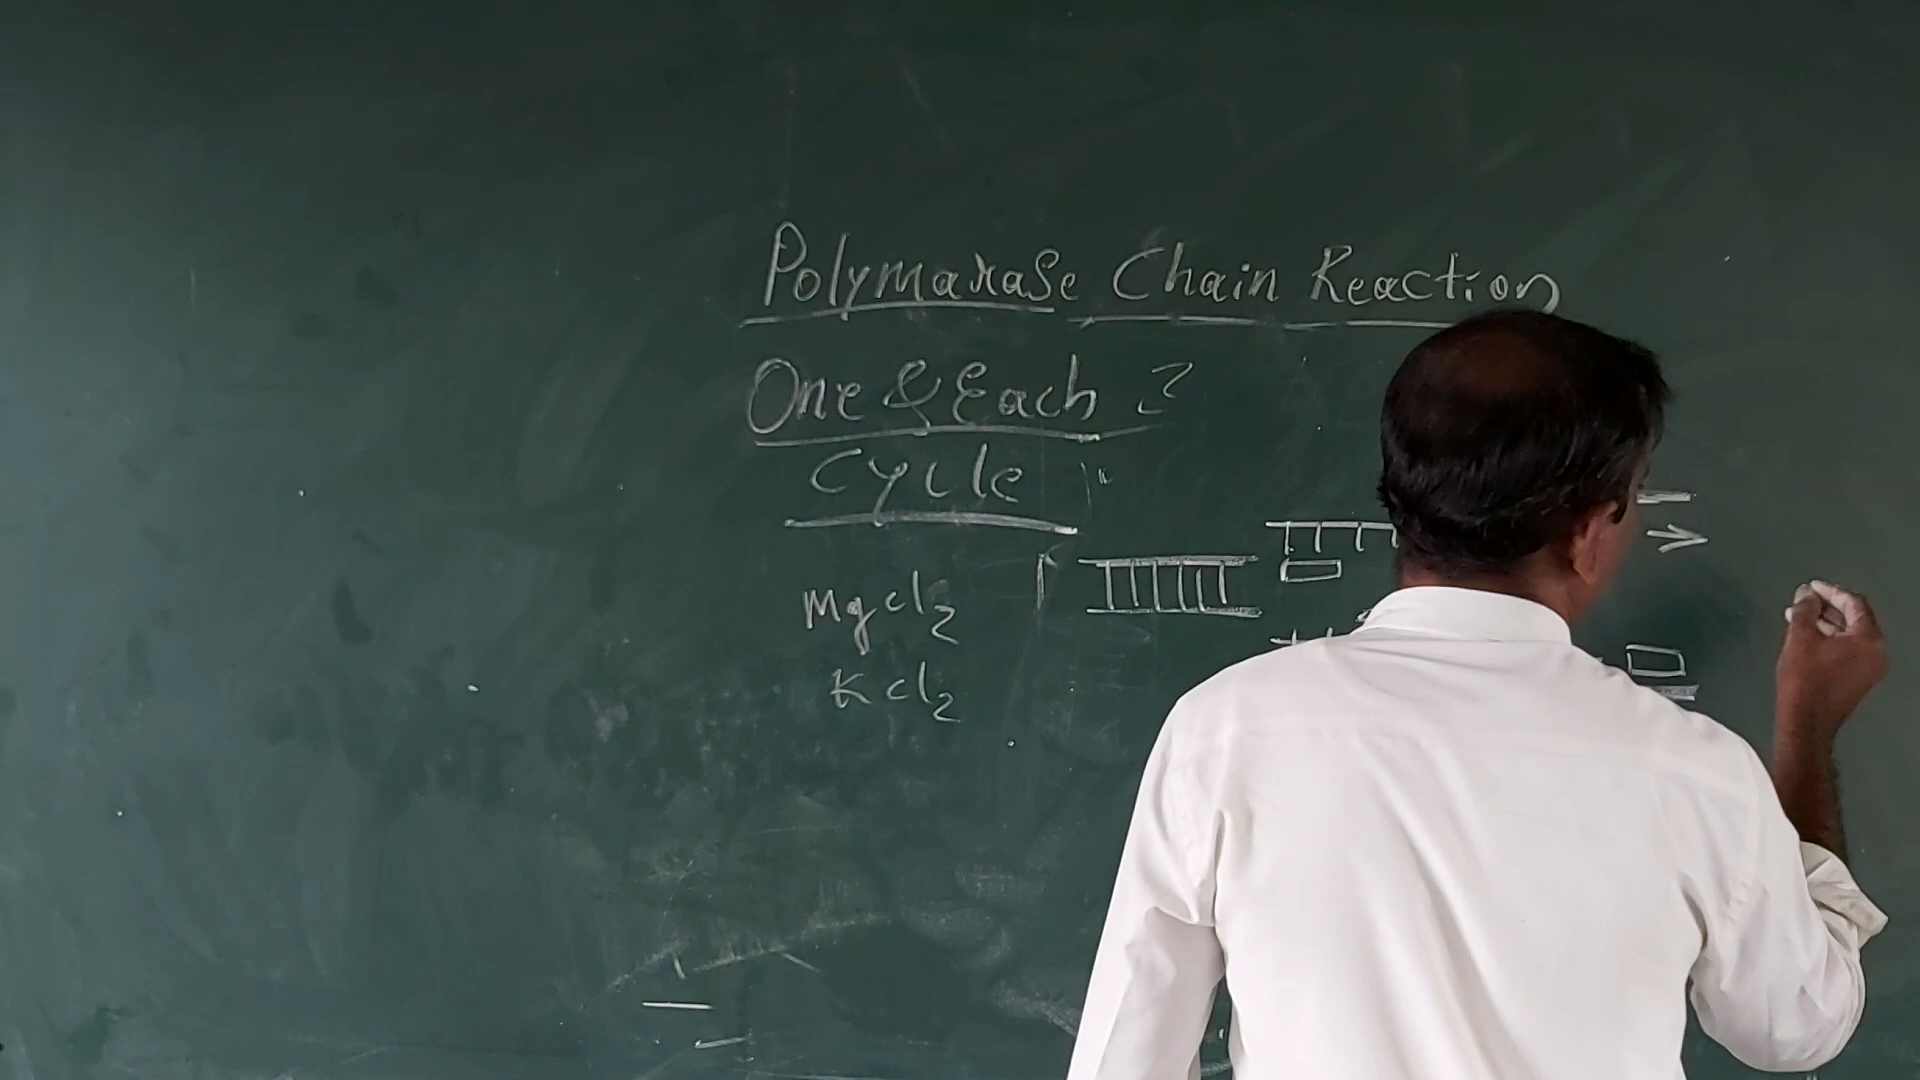 Polymarase Chain Reaction
One & Each
Cycle
Mgcl2
Kcl2